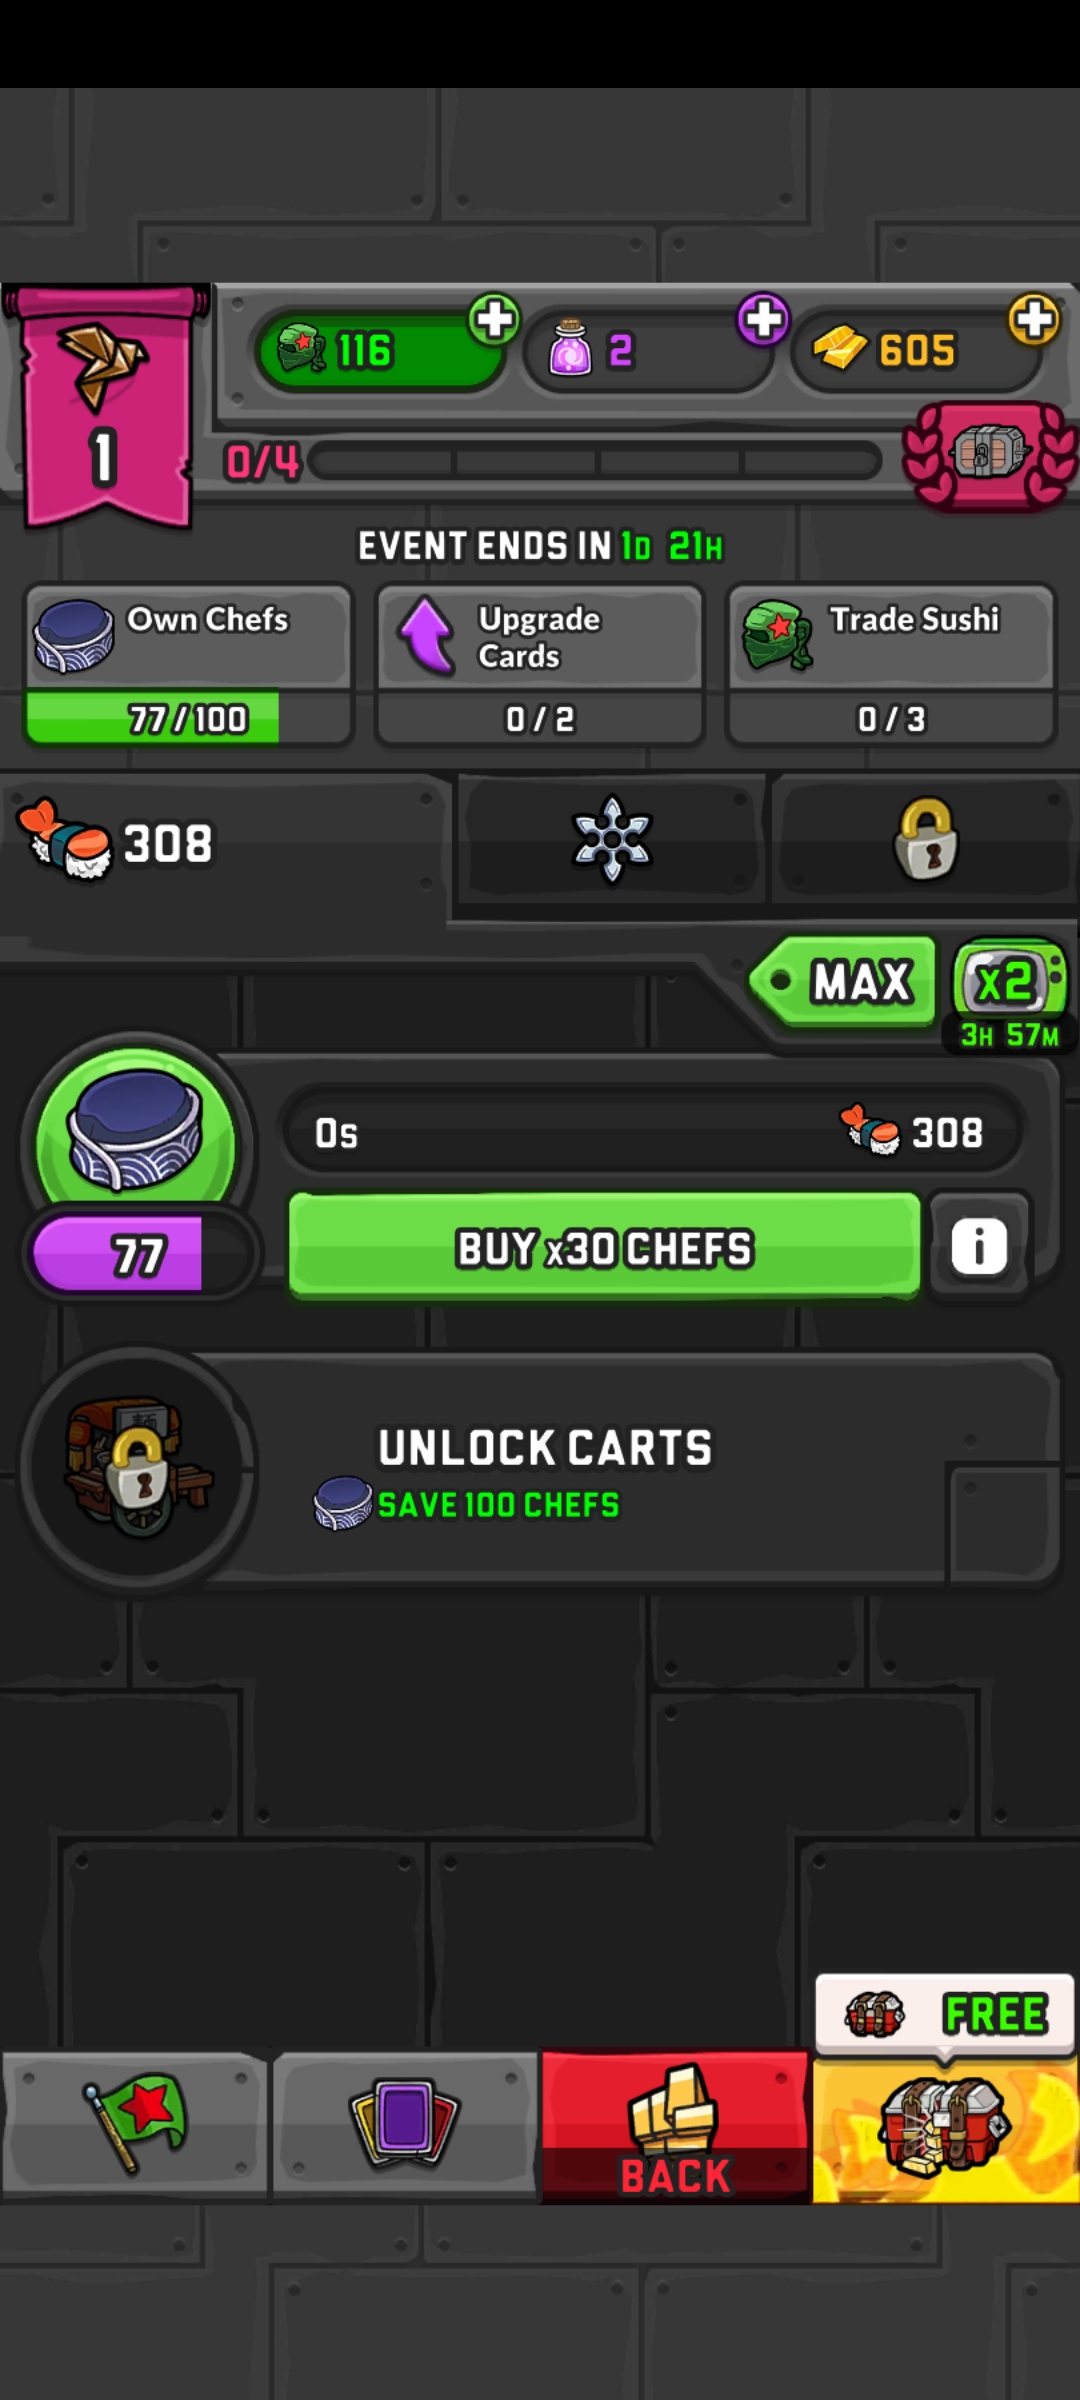 116
2
605
1
0/4
EVENT ENDS IN 1D 21H
Own Chefs
77/100
Upgrade
Cards
0/2
Trade Sushi
0/3
308
MAX
x2
3H 57M
0s
308
77
BUY x30 CHEFS
i
UNLOCK CARTS
SAVE 100 CHEFS
FREE
BACK